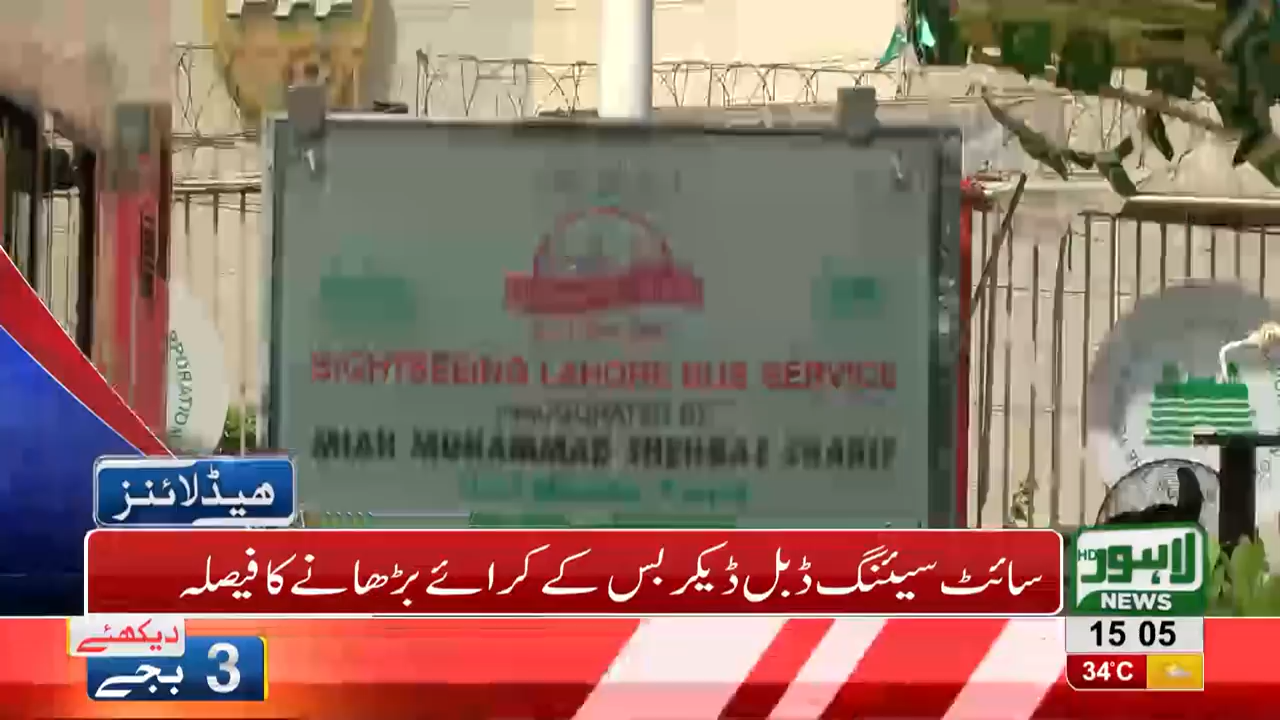 SIGHTSEEING LAHORE BUS SERVICE
INAUGURATED BY
MIAN MUHAMMAD SHEHBAZ SHARIF
PORATION
ہیڈلائنز
سائٹ سیئنگ ڈبل ڈیکر بس کے کرائے بڑھانے کا فیصلہ
HD لاہور
NEWS
15 05
34°C
دیکھئے
3 بجے